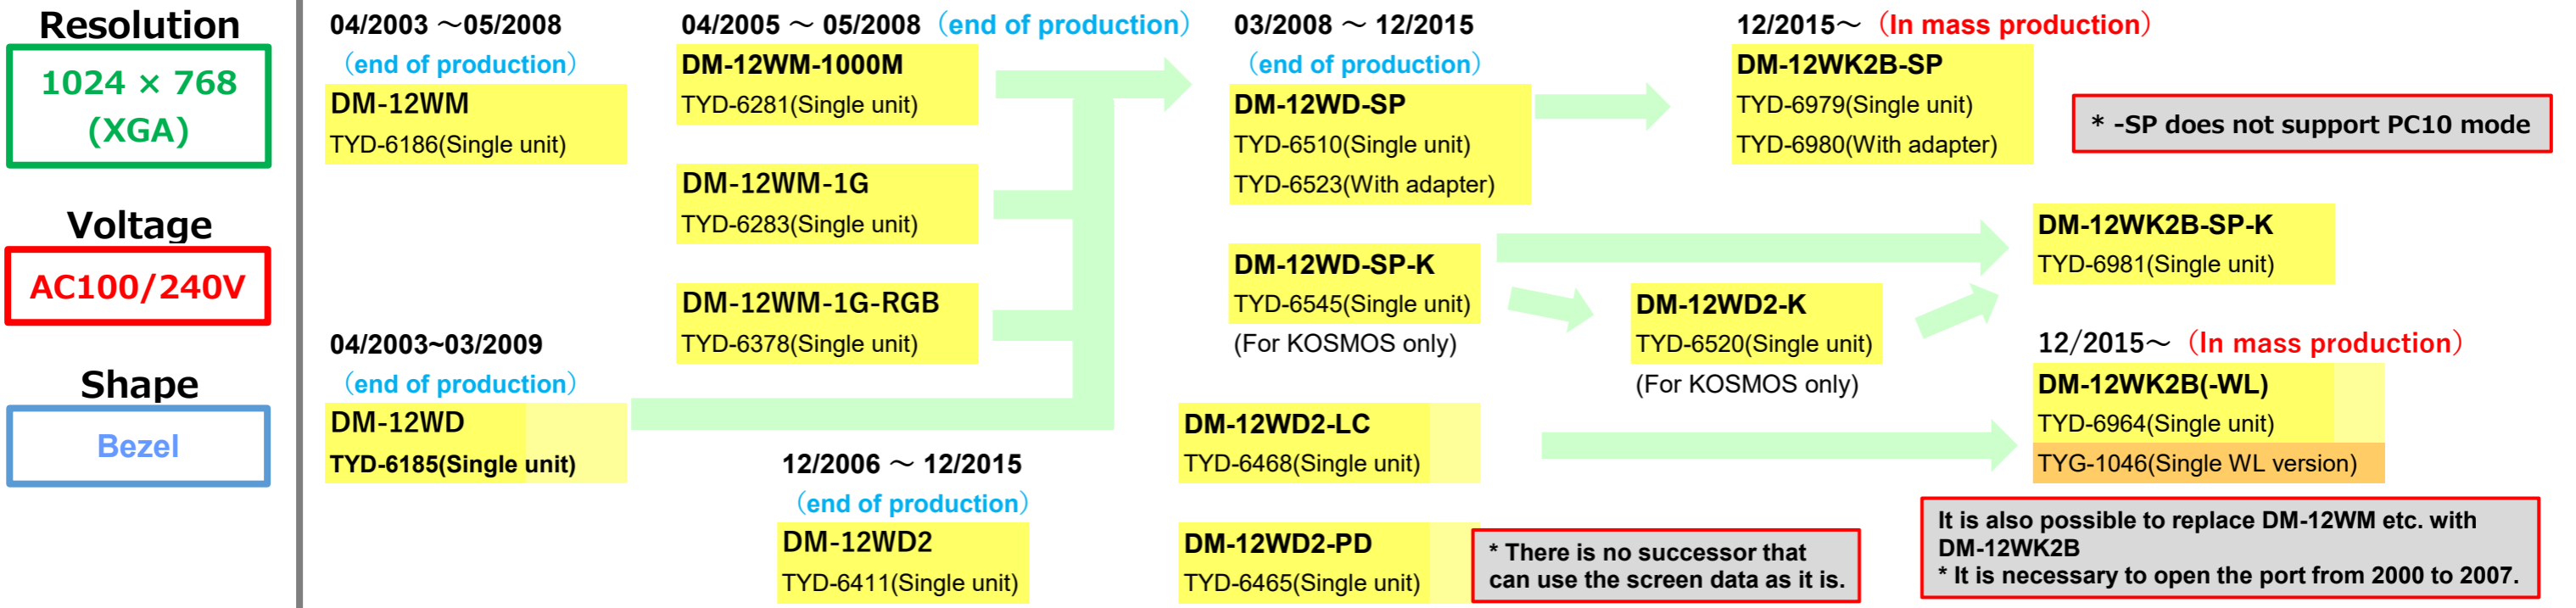 Resolution
1024 × 768
(XGA)
Voltage
AC100/240V
Shape
Bezel
04/2003 ～05/2008
（end of production）
DM-12WM
TYD-6186(Single unit)
04/2003~03/2009
（end of production）
DM-12WD
TYD-6185(Single unit)
04/2005 ～ 05/2008（end of production）
DM-12WM-1000M
TYD-6281(Single unit)
DM-12WM-1G
TYD-6283(Single unit)
DM-12WM-1G-RGB
TYD-6378(Single unit)
12/2006 ～ 12/2015
（end of production）
DM-12WD2
TYD-6411(Single unit)
03/2008 ～ 12/2015
（end of production）
DM-12WD-SP
TYD-6510(Single unit)
TYD-6523(With adapter)
DM-12WD-SP-K
TYD-6545(Single unit)
(For KOSMOS only)
DM-12WD2-LC
TYD-6468(Single unit)
DM-12WD2-PD
TYD-6465(Single unit)
* There is no successor that
can use the screen data as it is.
DM-12WD2-K
TYD-6520(Single unit)
(For KOSMOS only)
12/2015～（In mass production）
DM-12WK2B-SP
TYD-6979(Single unit)
TYD-6980(With adapter)
* -SP does not support PC10 mode
DM-12WK2B-SP-K
TYD-6981(Single unit)
12/2015～（In mass production）
DM-12WK2B(-WL)
TYD-6964(Single unit)
TYG-1046(Single WL version)
It is also possible to replace DM-12WM etc. with
DM-12WK2B
* It is necessary to open the port from 2000 to 2007.